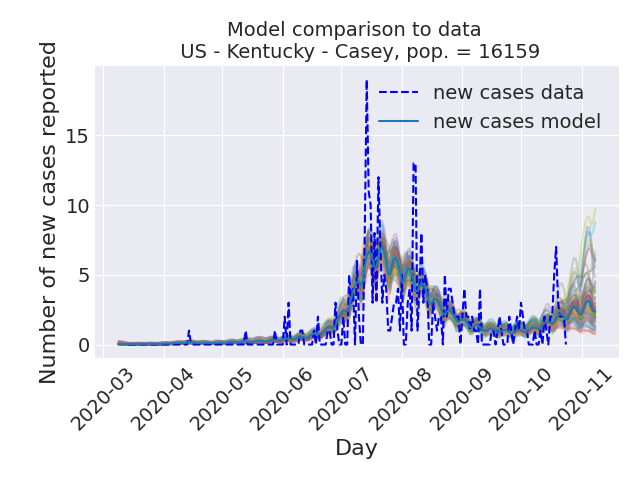 Model comparison to data
US - Kentucky - Casey, pop. = 16159
Number of new cases reported
15
10
5
0
new cases data
new cases model
2020-03
2020-04
2020-05
2020-06
2020-07
2020-08
2020-09
2020-10
2020-11
Day